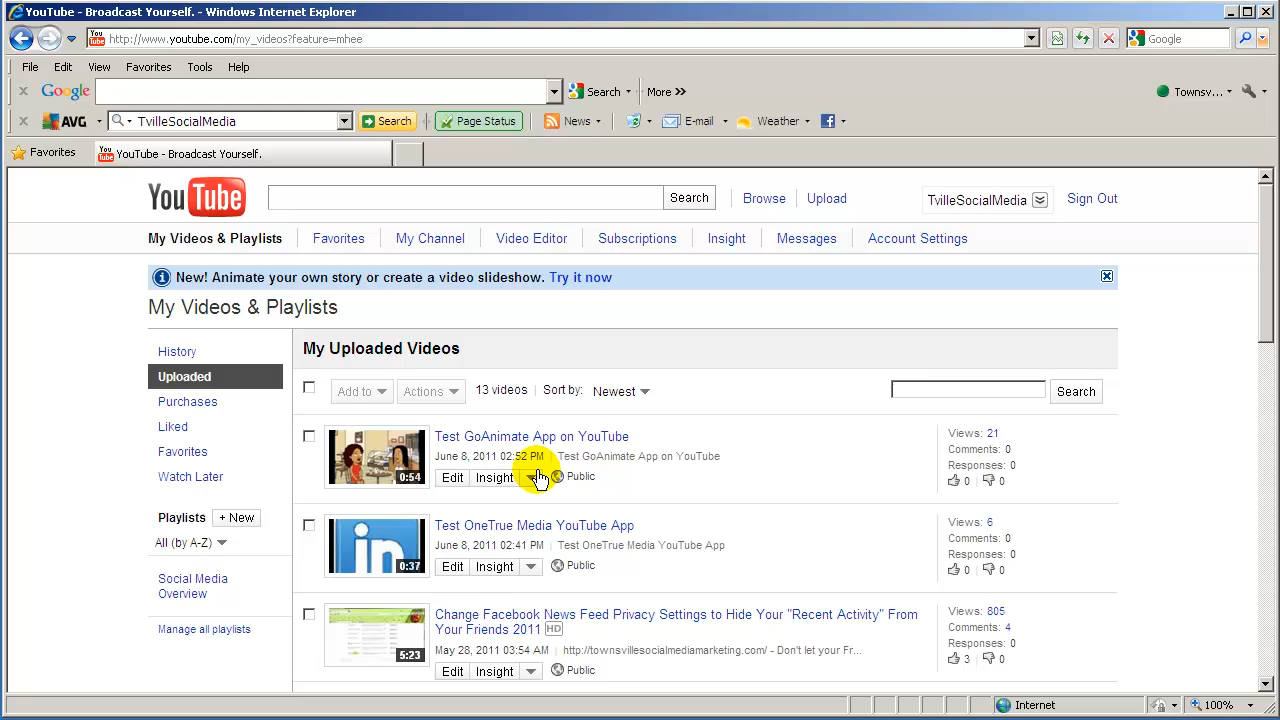 YouTube - Broadcast Yourself. - Windows Internet Explorer
http://www.youtube.com/my_videos?feature=mhee
Google
File Edit View Favorites Tools Help
Google Search More »
Townsv...
AVG TvilleSocialMedia Search Page Status News E-mail Weather
Favorites YouTube - Broadcast Yourself.
YouTube Search Browse Upload TvilleSocialMedia Sign Out
My Videos & Playlists Favorites My Channel Video Editor Subscriptions Insight Messages Account Settings
New! Animate your own story or create a video slideshow. Try it now
My Videos & Playlists
History
Uploaded
Purchases
Liked
Favorites
Watch Later
Playlists + New
All (by A-Z)
Social Media
Overview
Manage all playlists
My Uploaded Videos
Add to Actions 13 videos Sort by: Newest Search
Test GoAnimate App on YouTube
June 8, 2011 02:52 PM Test GoAnimate App on YouTube
0:54 Edit Insight Public
Views: 21
Comments: 0
Responses: 0
0 0
Test OneTrue Media YouTube App
June 8, 2011 02:41 PM Test OneTrue Media YouTube App
in
0:37 Edit Insight Public
Views: 6
Comments: 0
Responses: 0
0 0
Change Facebook News Feed Privacy Settings to Hide Your "Recent Activity" From
Your Friends 2011 HD
May 28, 2011 03:54 AM http://townsvillesocialmediamarketing.com/ - Don't let your Fr...
5:23 Edit Insight Public
Views: 805
Comments: 4
Responses: 0
3 0
Internet 100%